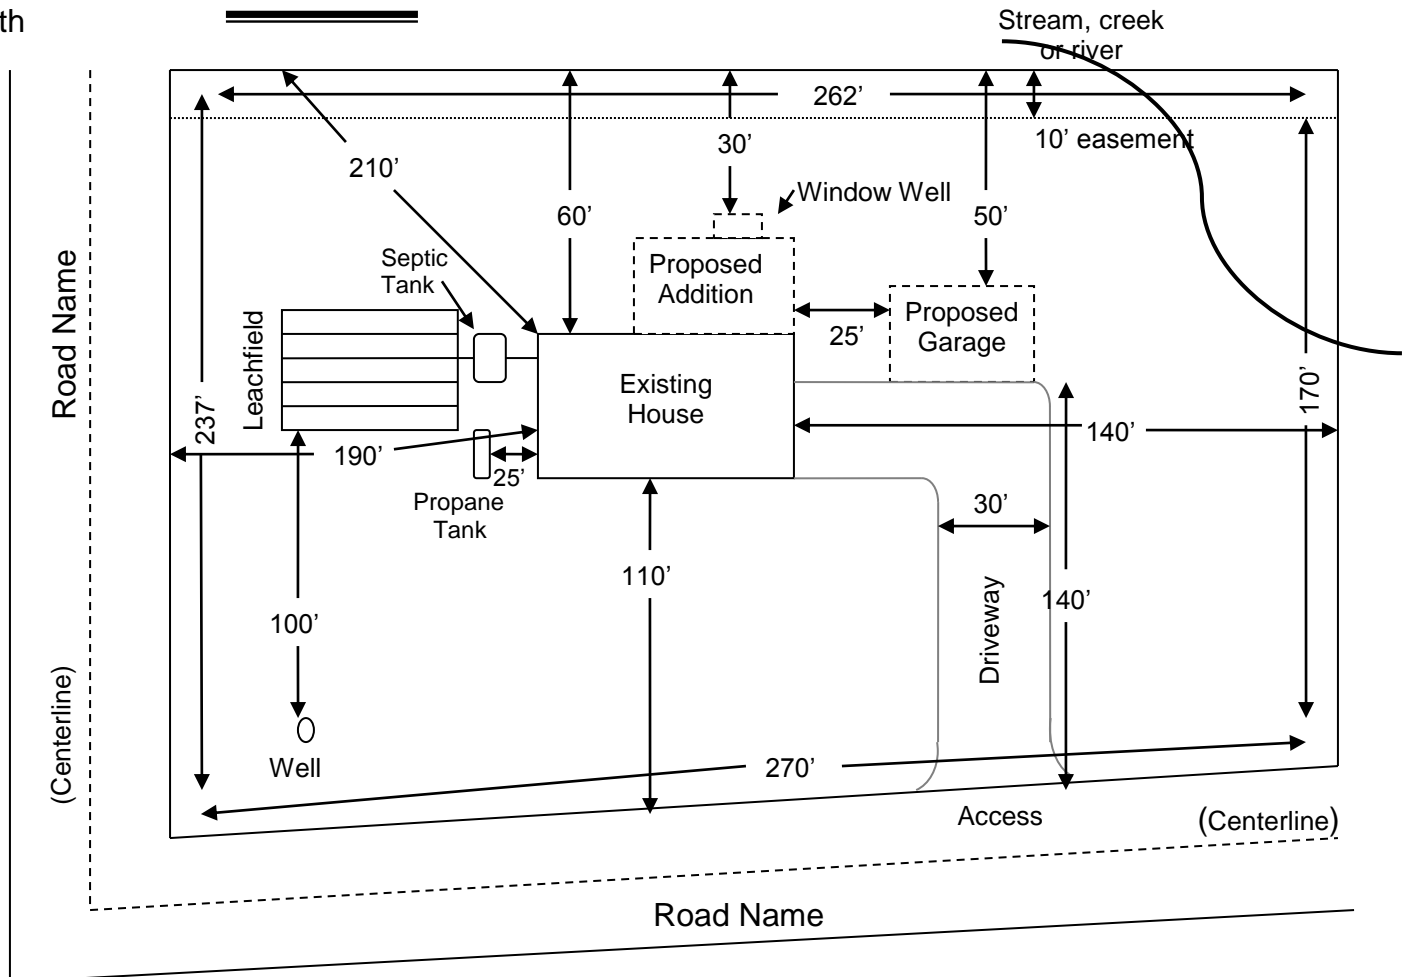 th
Stream, creek
or river
262’
10’ easement
30’
210’
Window Well
60’
50’
Septic
Tank
Proposed
Addition
Proposed
Garage
25’
Road Name
Leachfield
Existing
House
170’
237’
140’
190’
25’
Propane
Tank
30’
110’
140’
Driveway
100’
(Centerline)
Well
270’
Access
(Centerline)
Road Name